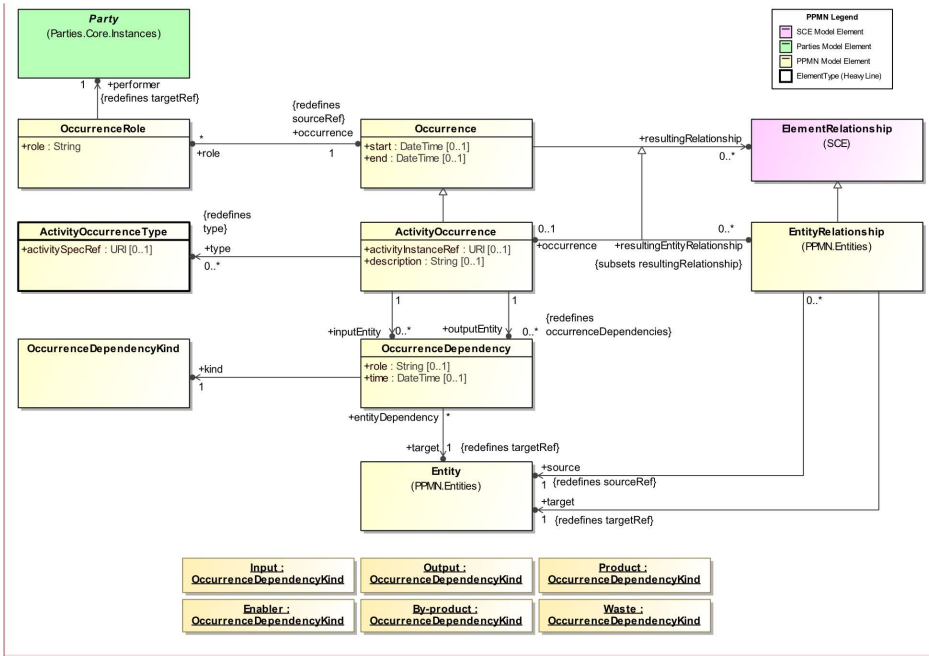 Party
(Parties.Core.Instances)
PPMN Legend
SCE Model Element
Parties Model Element
PPMN Model Element
ElementType (Heavy Line)
1 +performer
{redefines targetRef}
OccurrenceRole
+role : String
*
+role
{redefines
sourceRef}
+occurrence
1
Occurrence
+start : DateTime [0..1]
+end : DateTime [0..1]
+resultingRelationship
0..*
ElementRelationship
(SCE)
ActivityOccurrenceType
+activitySpecRef : URI [0..1]
{redefines
type}
+type
0..*
ActivityOccurrence
+activityInstanceRef : URI [0..1]
+description : String [0..1]
0..1
+occurrence
0..*
+resultingEntityRelationship
{subsets resultingRelationship}
EntityRelationship
(PPMN.Entities)
1
1
0..*
+inputEntity 0..*
+outputEntity 0..*
{redefines
occurrenceDependencies}
OccurrenceDependencyKind
+kind
1
OccurrenceDependency
+role : String [0..1]
+time : DateTime [0..1]
+entityDependency *
+target 1 {redefines targetRef}
Entity
(PPMN.Entities)
+source
1 {redefines sourceRef}
+target
1 {redefines targetRef}
Input :
OccurrenceDependencyKind
Output :
OccurrenceDependencyKind
Product :
OccurrenceDependencyKind
Enabler :
OccurrenceDependencyKind
By-product :
OccurrenceDependencyKind
Waste :
OccurrenceDependencyKind